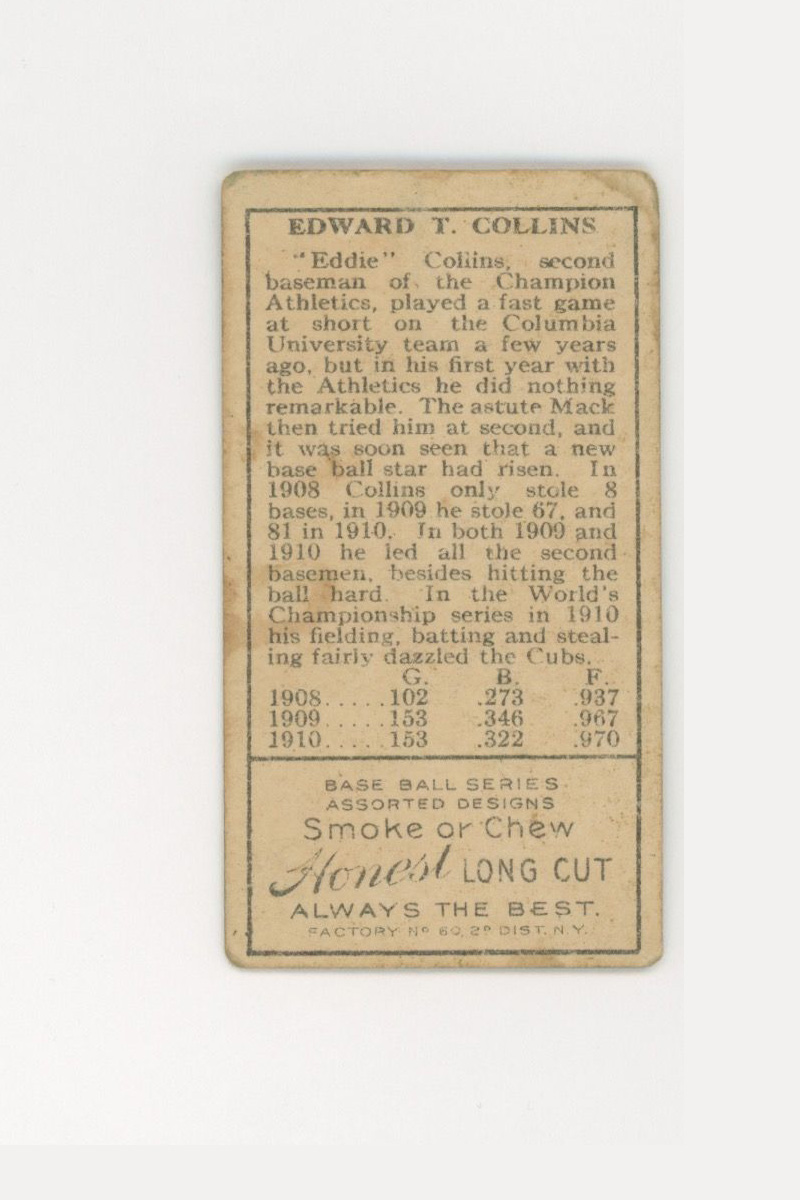 EDWARD T. COLLINS
"Eddie" Collins, second
baseman of the Champion
Athletics, played a fast game
at short on the Columbia
University team a few years
ago, but in his first year with
the Athletics he did nothing
remarkable. The astute Mack
then tried him at second, and
it was soon seen that a new
base ball star had risen. In
1908 Collins only stole 8
bases, in 1909 he stole 67, and
81 in 1910. In both 1909 and
1910 he led all the second
basemen, besides hitting the
ball hard. In the World's
Championship series in 1910
his fielding, batting and steal-
ing fairly dazzled the Cubs.
G. B. F.
1908.....102 .273 .937
1909.....153 .346 .967
1910.....153 .322 .970
BASE BALL SERIES
ASSORTED DESIGNS
Smoke or Chew
Honest LONG CUT
ALWAYS THE BEST.
FACTORY Nº 60, 2D DIST. N.Y.